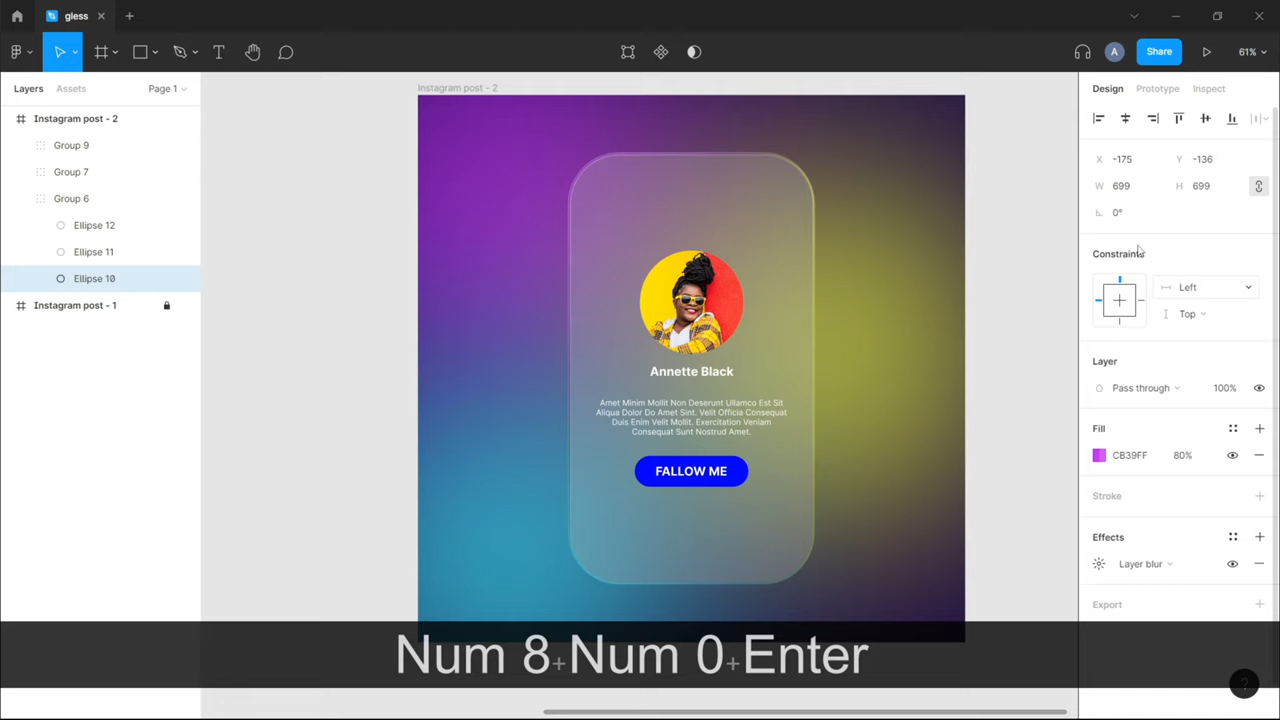 gless
A
Share
61%
Layers
Assets
Page 1
Instagram post - 2
Group 9
Group 7
Group 6
Ellipse 12
Ellipse 11
Ellipse 10
Instagram post - 1
Instagram post - 2
Annette Black
Amet Minim Mollit Non Deserunt Ullamco Est Sit
Aliqua Dolor Do Amet Sint. Velit Officia Consequat
Duis Enim Velit Mollit. Exercitation Veniam
Consequat Sunt Nostrud Amet.
FALLOW ME
Design
Prototype
Inspect
X -175 Y -136
W 699 H 699
0°
Constraints
Left
Top
Layer
Pass through 100%
Fill
CB39FF 80%
Stroke
Effects
Layer blur
Export
Num 8+Num 0+Enter
?